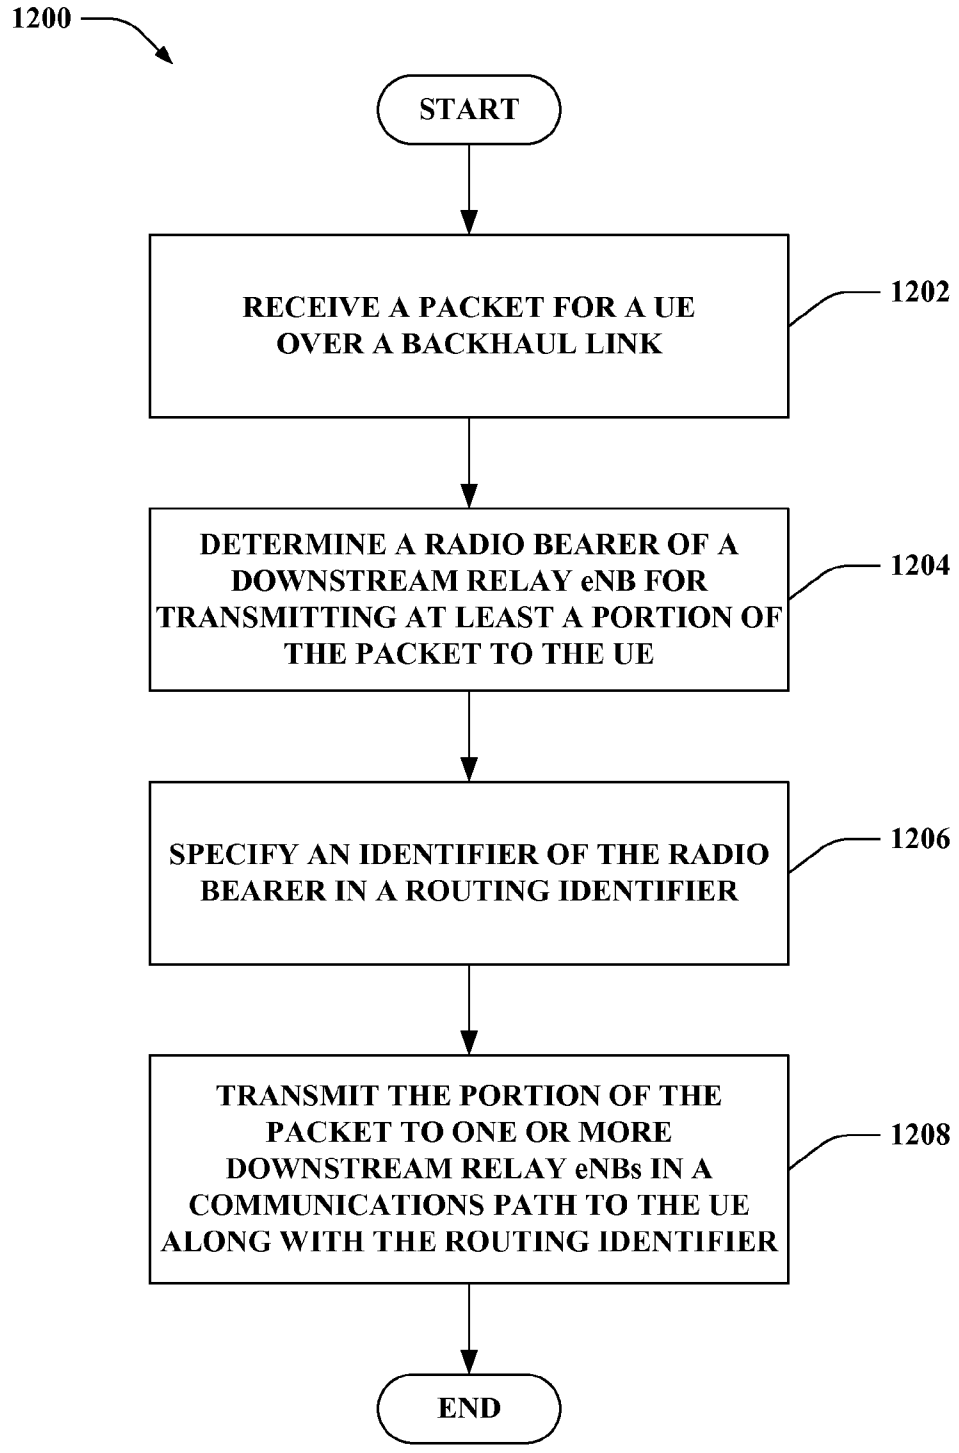 1200
START
RECEIVE A PACKET FOR A UE
OVER A BACKHAUL LINK
1202
DETERMINE A RADIO BEARER OF A
DOWNSTREAM RELAY eNB FOR
TRANSMITTING AT LEAST A PORTION OF
THE PACKET TO THE UE
1204
SPECIFY AN IDENTIFIER OF THE RADIO
BEARER IN A ROUTING IDENTIFIER
1206
TRANSMIT THE PORTION OF THE
PACKET TO ONE OR MORE
DOWNSTREAM RELAY eNBs IN A
COMMUNICATIONS PATH TO THE UE
ALONG WITH THE ROUTING IDENTIFIER
1208
END